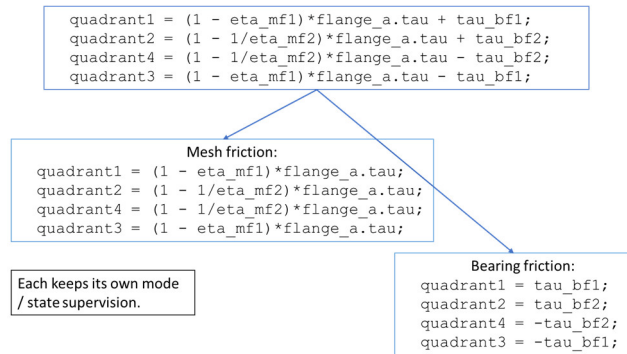 quadrant1 = (1 - eta_mf1)*flange_a.tau + tau_bf1;
quadrant2 = (1 - 1/eta_mf2)*flange_a.tau + tau_bf2;
quadrant4 = (1 - 1/eta_mf2)*flange_a.tau - tau_bf2;
quadrant3 = (1 - eta_mf1)*flange_a.tau - tau_bf1;
Mesh friction:
quadrant1 = (1 - eta_mf1)*flange_a.tau;
quadrant2 = (1 - 1/eta_mf2)*flange_a.tau;
quadrant4 = (1 - 1/eta_mf2)*flange_a.tau;
quadrant3 = (1 - eta_mf1)*flange_a.tau;
Each keeps its own mode
/ state supervision.
Bearing friction:
quadrant1 = tau_bf1;
quadrant2 = tau_bf2;
quadrant4 = -tau_bf2;
quadrant3 = -tau_bf1;